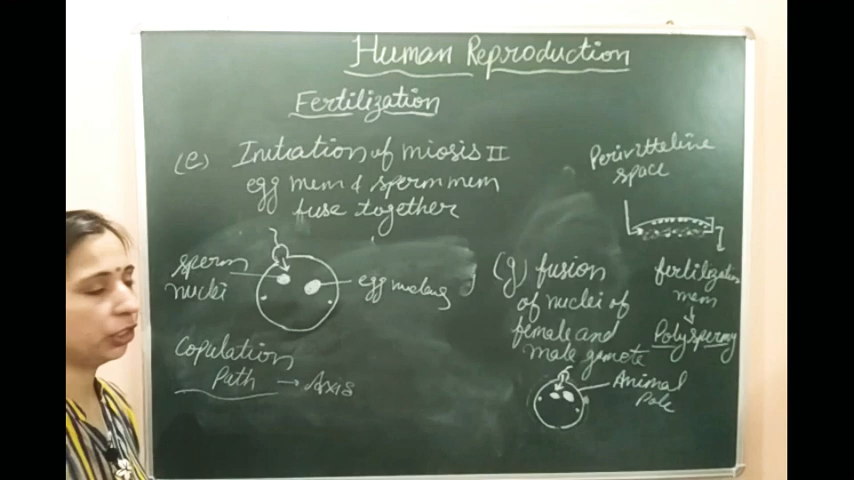 Human Reproduction
Fertilization
(e) Initiation of miosis II
egg mem & sperm mem
fuse together
sperm
nuclei
egg
Copulation
Path → Axis
Perivitteline
space
fertilization
mem
↓
Polyspermy
(g) fusion
of nuclei of
female and
male gamete
Animal
Pole